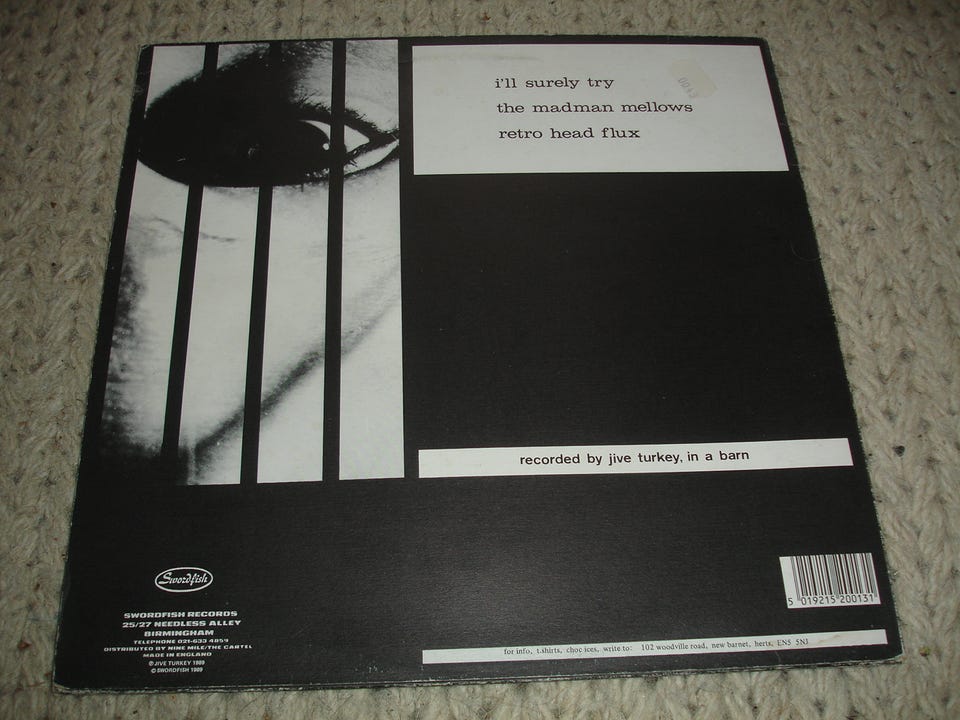 i'll surely try
the madman mellows
retro head flux
recorded by jive turkey, in a barn
Swordfish
SWORDFISH RECORDS
25/27 NEEDLESS ALLEY
BIRMINGHAM
TELEPHONE 021-633 4859
DISTRIBUTED BY NINE MILE/THE CARTEL
MADE IN ENGLAND
℗ JIVE TURKEY 1989
© SWORDFISH 1989
5 019215 200131
for info, t.shirts, choc ices, write to: 102 woodville road, new barnet, herts, EN5 5NJ